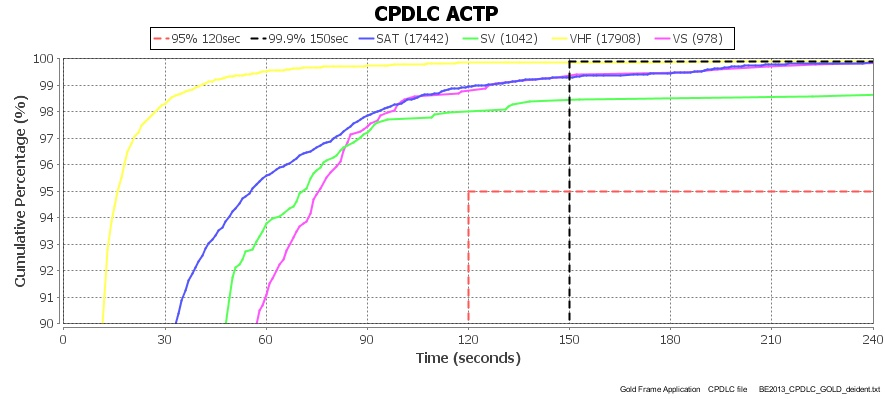 CPDLC ACTP
95% 120sec 99.9% 150sec SAT (17442) SV (1042) VHF (17908) VS (978)
Cumulative Percentage (%)
100
99
98
97
96
95
94
93
92
91
90
0 30 60 90 120 150 180 210 240
Time (seconds)
Gold Frame Application CPDLC file BE2013_CPDLC_GOLD_deident.txt